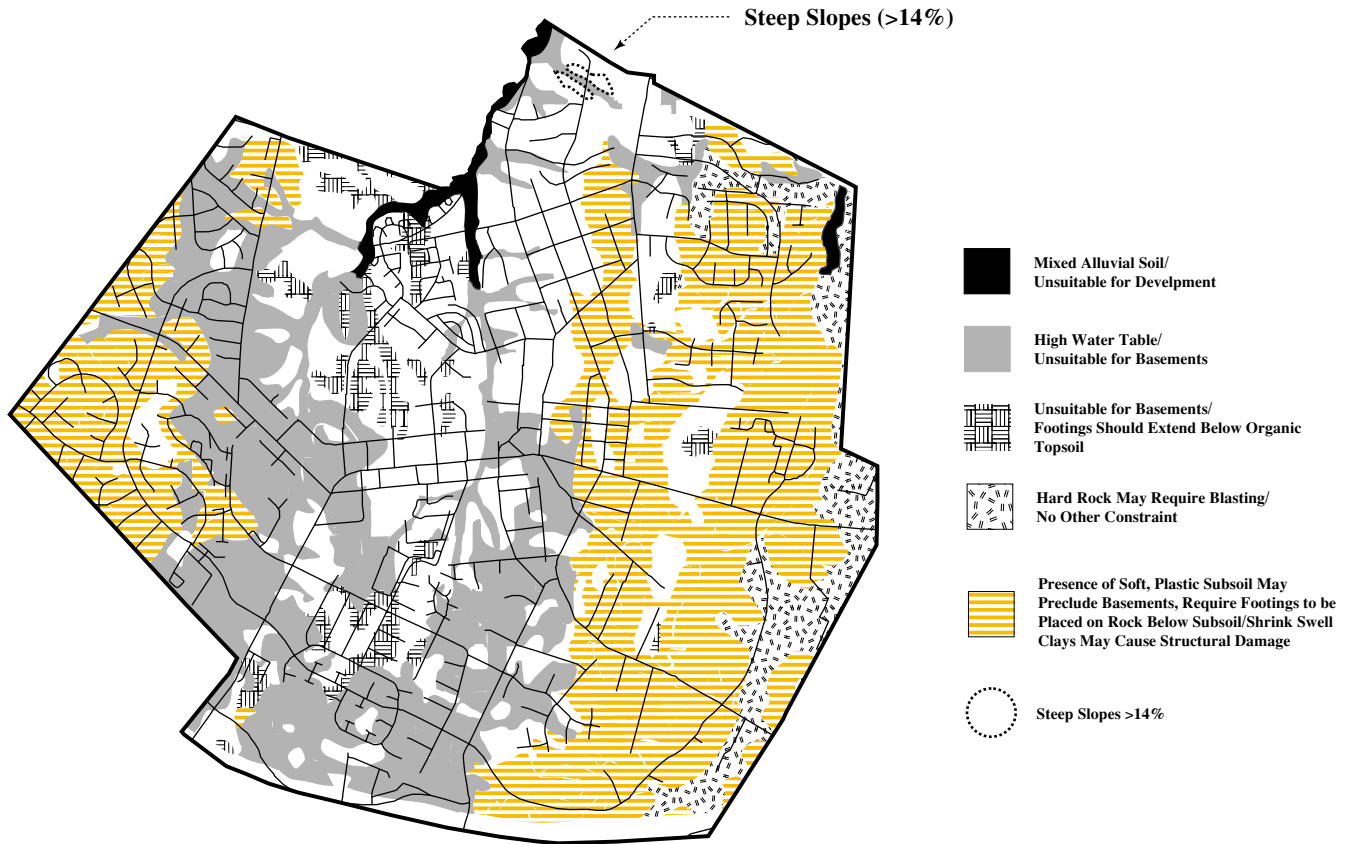 Steep Slopes (>14%)
Mixed Alluvial Soil/
Unsuitable for Develpment
High Water Table/
Unsuitable for Basements
Unsuitable for Basements/
Footings Should Extend Below Organic
Topsoil
Hard Rock May Require Blasting/
No Other Constraint
Presence of Soft, Plastic Subsoil May
Preclude Basements, Require Footings to be
Placed on Rock Below Subsoil/Shrink Swell
Clays May Cause Structural Damage
Steep Slopes >14%